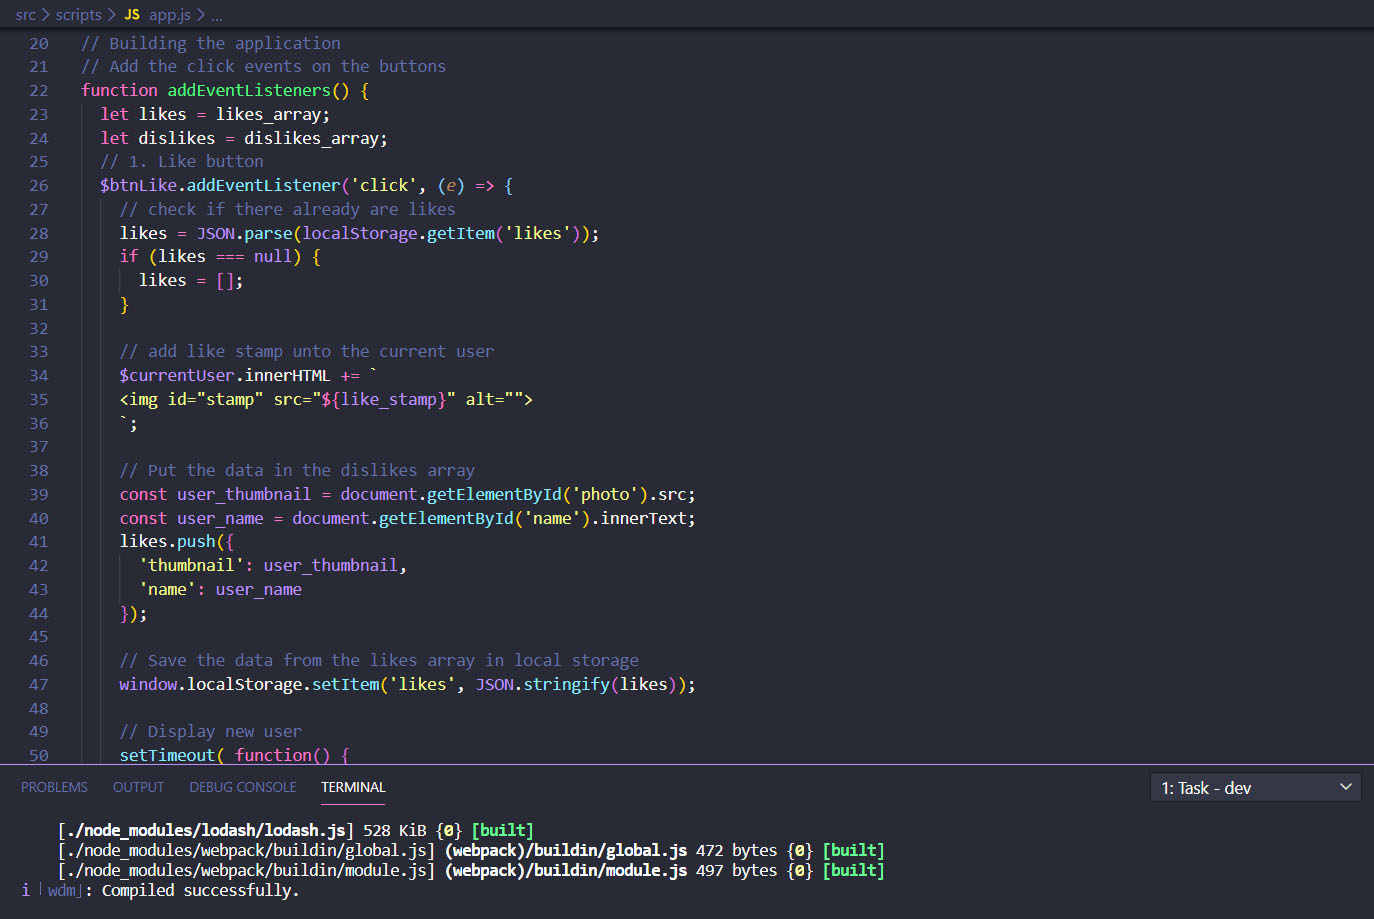 src > scripts > JS app.js > ...
20 // Building the application
21 // Add the click events on the buttons
22 function addEventListeners() {
23 let likes = likes_array;
24 let dislikes = dislikes_array;
25 // 1. Like button
26 $btnLike.addEventListener('click', (e) => {
27 // check if there already are likes
28 likes = JSON.parse(localStorage.getItem('likes'));
29 if (likes === null) {
30 likes = [];
31 }
32
33 // add like stamp unto the current user
34 $currentUser.innerHTML += `
35 <img id="stamp" src="${like_stamp}" alt="">
36 `;
37
38 // Put the data in the dislikes array
39 const user_thumbnail = document.getElementById('photo').src;
40 const user_name = document.getElementById('name').innerText;
41 likes.push({
42 'thumbnail': user_thumbnail,
43 'name': user_name
44 });
45
46 // Save the data from the likes array in local storage
47 window.localStorage.setItem('likes', JSON.stringify(likes));
48
49 // Display new user
50 setTimeout( function() {
PROBLEMS OUTPUT DEBUG CONSOLE TERMINAL 1: Task - dev
[./node_modules/lodash/lodash.js] 528 KiB {0} [built]
[./node_modules/webpack/buildin/global.js] (webpack)/buildin/global.js 472 bytes {0} [built]
[./node_modules/webpack/buildin/module.js] (webpack)/buildin/module.js 497 bytes {0} [built]
i ｢wdm｣: Compiled successfully.